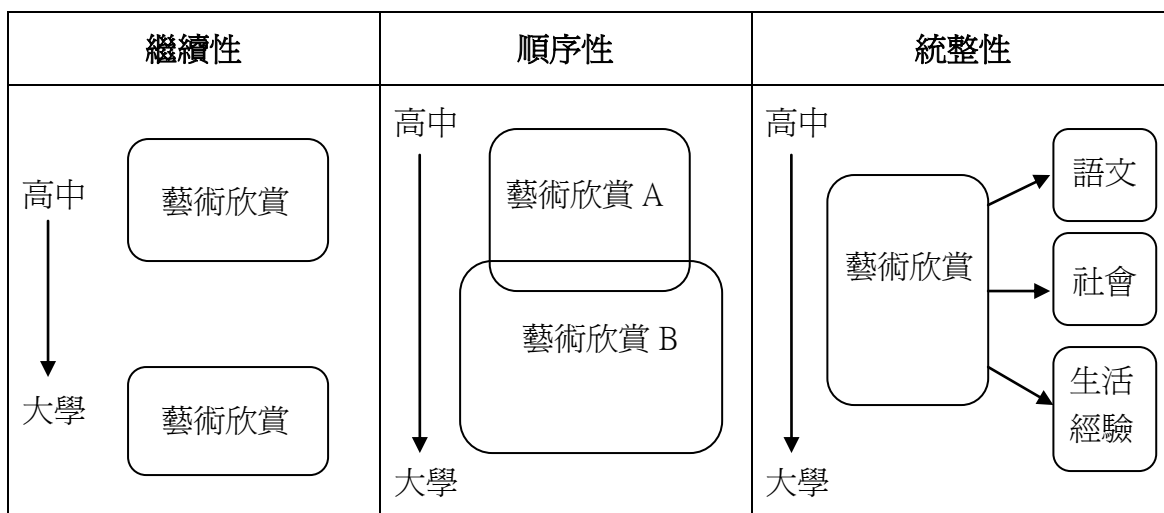 繼續性
順序性
統整性
高中
藝術欣賞
大學
藝術欣賞
高中
藝術欣賞 A
藝術欣賞 B
大學
高中
藝術欣賞
語文
社會
生活
經驗
大學